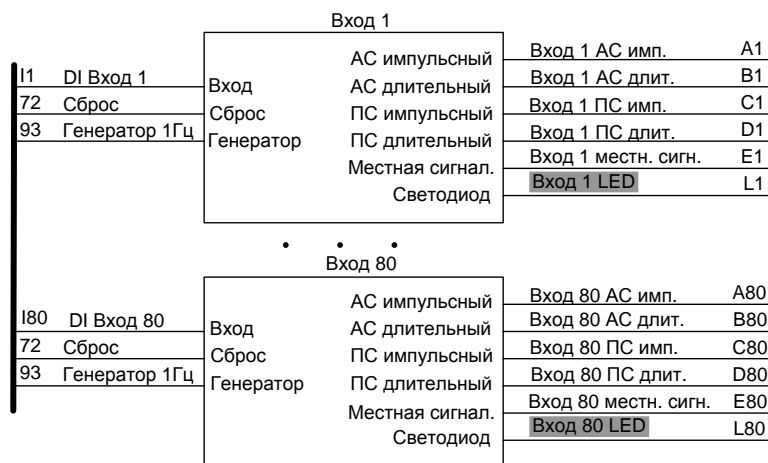 Вход 1
I1 DI Вход 1
72 Сброс
93 Генератор 1Гц
Вход
Сброс
Генератор
АС импульсный
АС длительный
ПС импульсный
ПС длительный
Местная сигнал.
Светодиод
Вход 1 АС имп. A1
Вход 1 АС длит. B1
Вход 1 ПС имп. C1
Вход 1 ПС длит. D1
Вход 1 местн. сигн. E1
Вход 1 LED L1
Вход 80
I80 DI Вход 80
72 Сброс
93 Генератор 1Гц
Вход
Сброс
Генератор
АС импульсный
АС длительный
ПС импульсный
ПС длительный
Местная сигнал.
Светодиод
Вход 80 АС имп. A80
Вход 80 АС длит. B80
Вход 80 ПС имп. C80
Вход 80 ПС длит. D80
Вход 80 местн. сигн. E80
Вход 80 LED L80